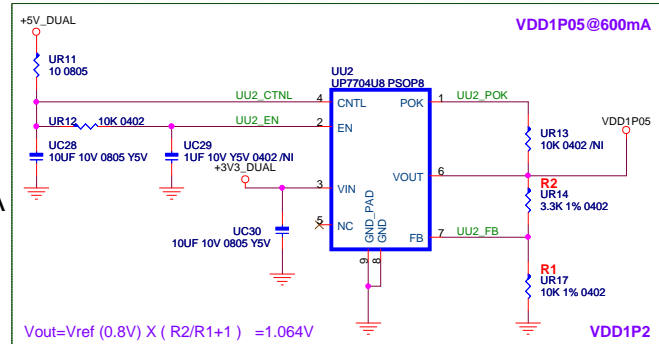 +5V_DUAL
VDD1P05@600mA
UR11
10 0805
UU2
UP7704U8 PSOP8
UU2_CTNL
4
CNTL
POK
1
UU2_POK
UR12
10K 0402
UU2_EN
2
EN
VDD1P05
UR13
10K 0402 /NI
UC28
10UF 10V 0805 Y5V
UC29
1UF 10V Y5V 0402 /NI
+3V3_DUAL
3
VIN
VOUT
6
R2
UR14
3.3K 1% 0402
5
NC
GND_PAD
GND
FB
7
UU2_FB
UC30
10UF 10V 0805 Y5V
9
8
R1
UR17
10K 1% 0402
A
Vout=Vref (0.8V) X ( R2/R1+1 ) =1.064V
VDD1P2